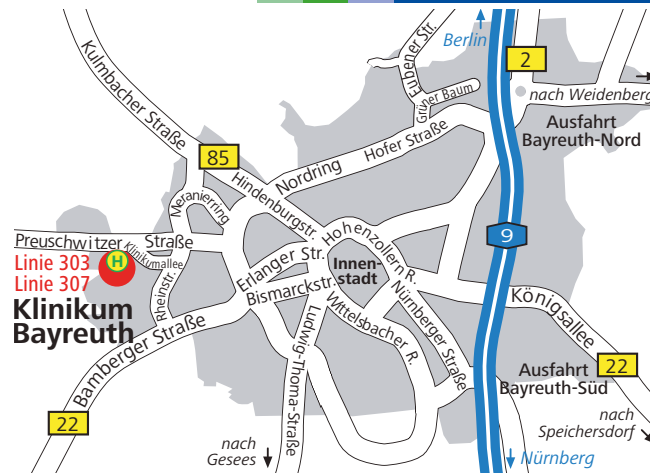 Berlin
2
Eubener Str.
Grüner Baum
nach Weidenberg
Kulmbacher Straße
Ausfahrt
Bayreuth-Nord
85
Nordring
Hofer Straße
Hindenburgstr.
Meranierring
Preuschwitzer Straße
Klinikumallee
H
Linie 303
Linie 307
Klinikum
Bayreuth
Rheinstr.
Erlanger Str.
Bismarckstr.
Hohenzollern R.
Innen-
stadt
9
Königsallee
Nürnberger Straße
Wittelsbacher R.
Ludwig-Thoma-Straße
Bamberger Straße
22
Ausfahrt
Bayreuth-Süd
22
nach
Speichersdorf
nach
Gesees
Nürnberg